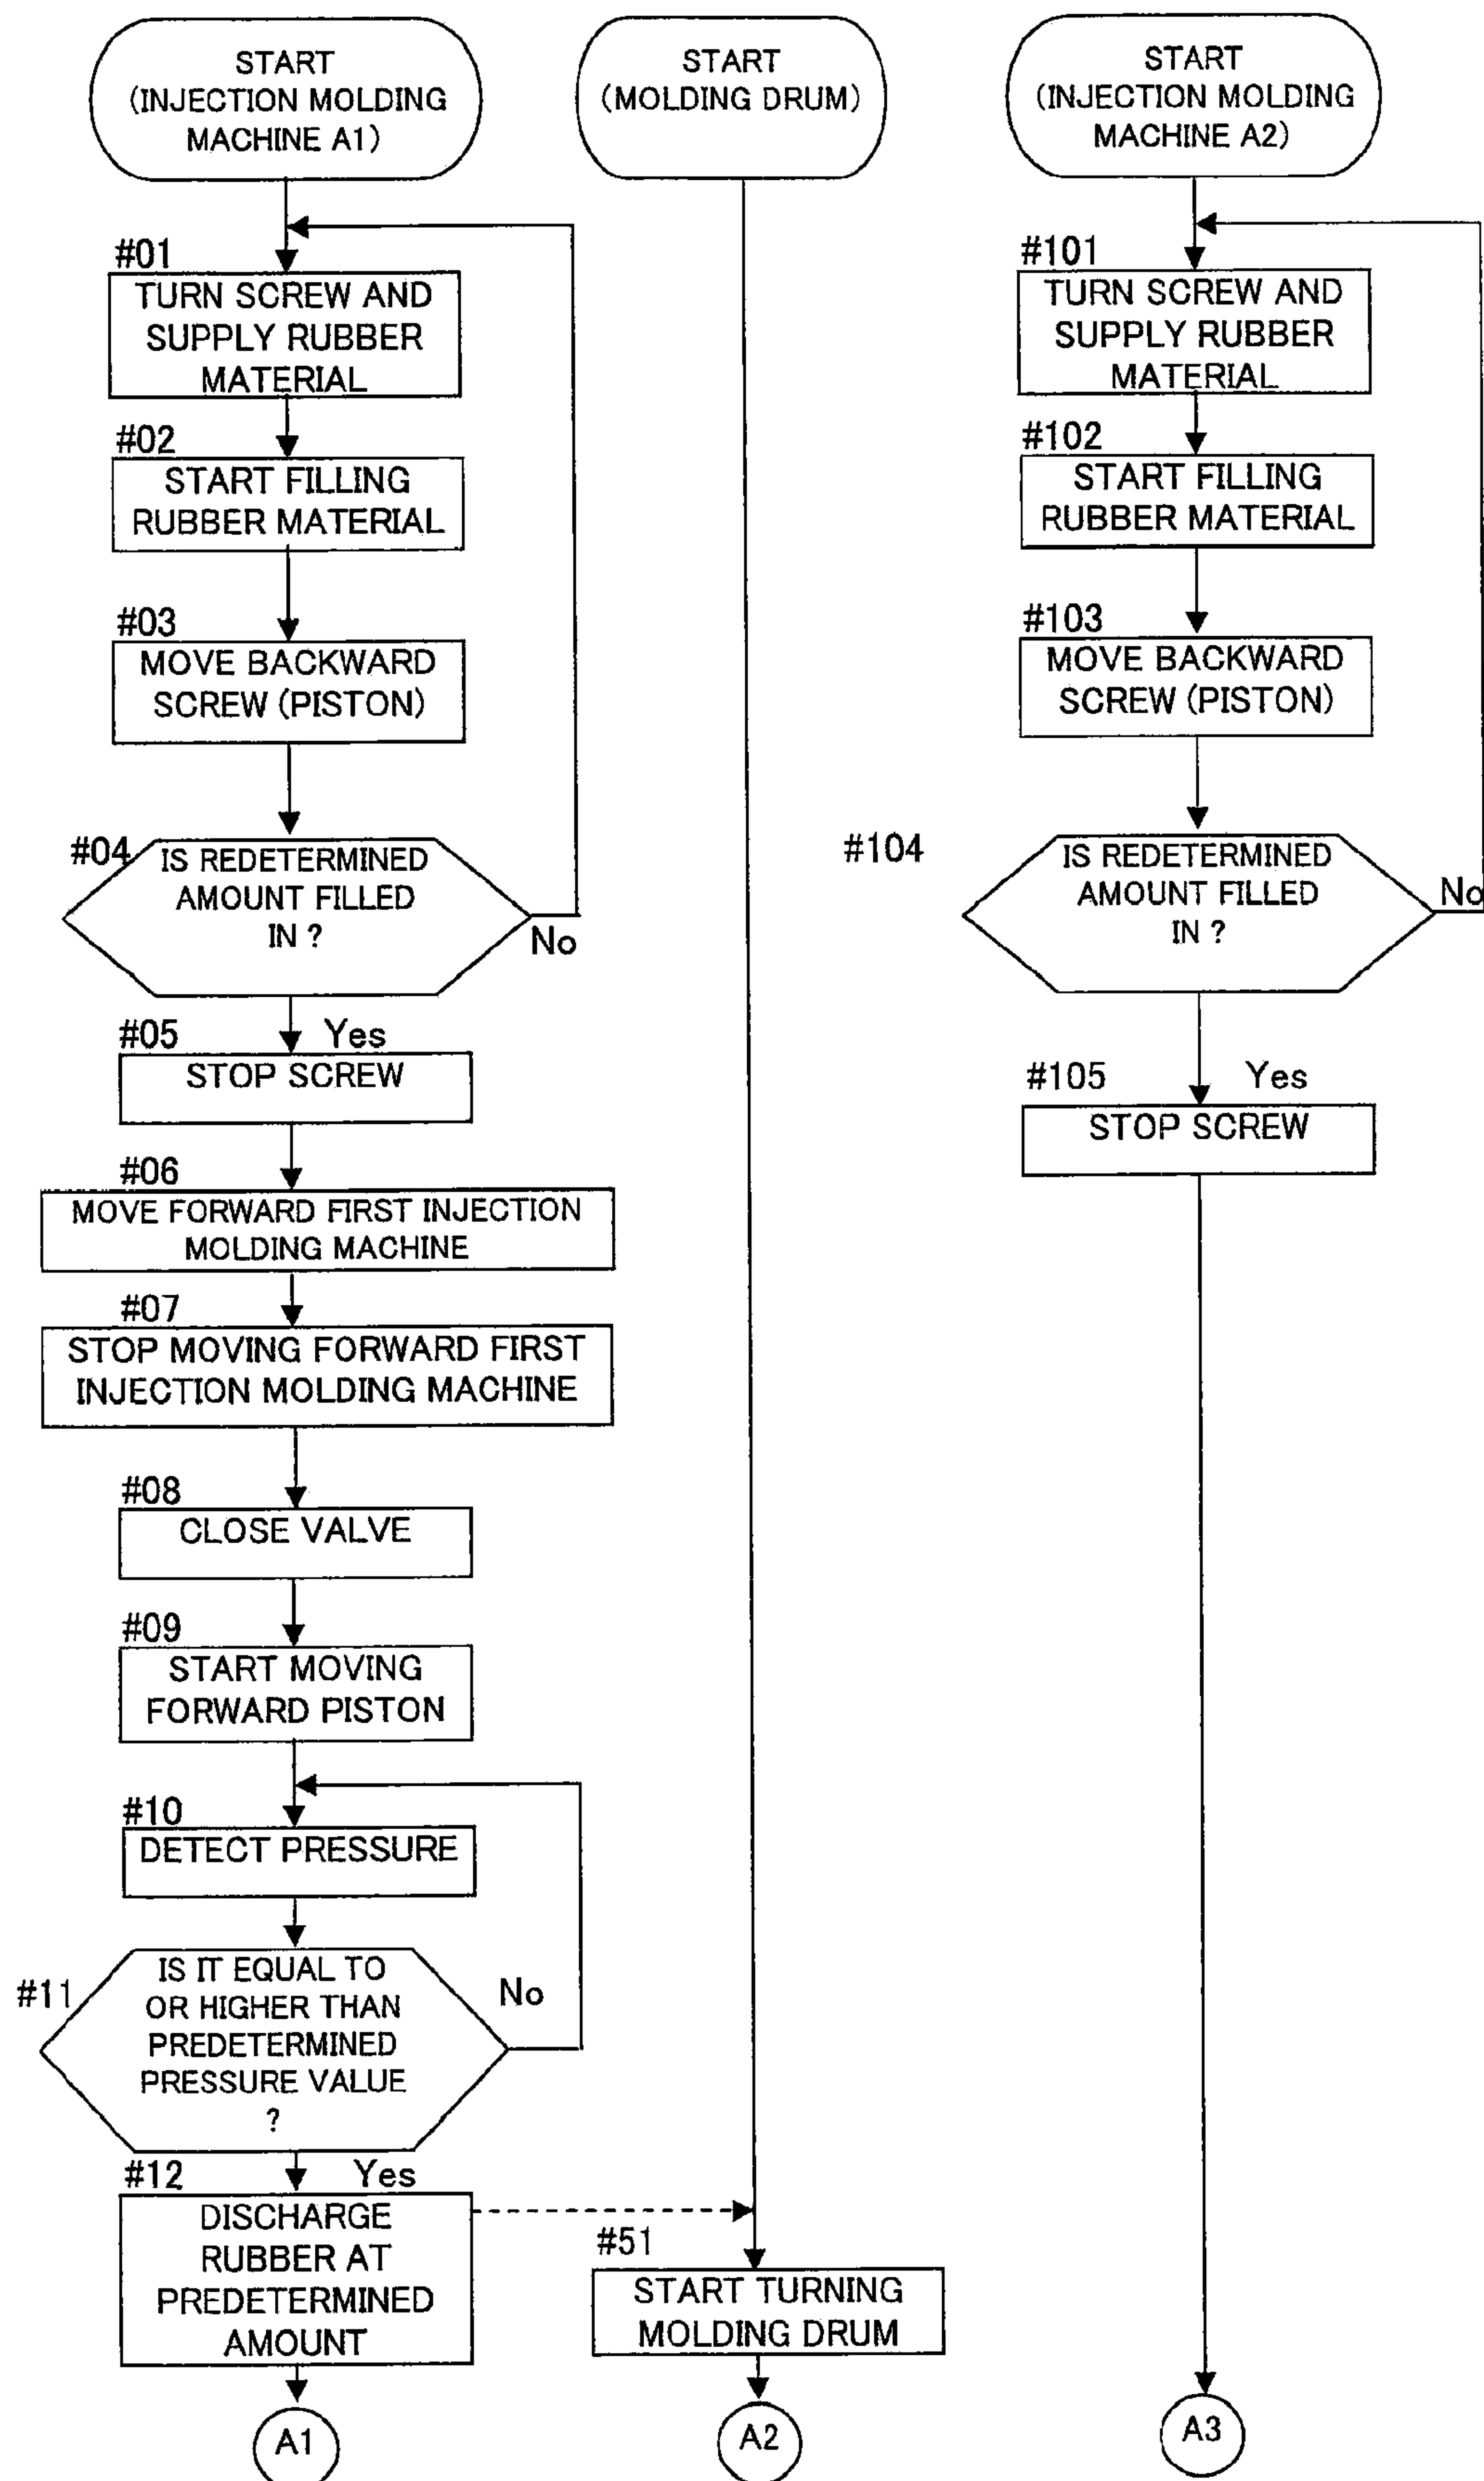 START
(INJECTION MOLDING
MACHINE A1)
#01
TURN SCREW AND
SUPPLY RUBBER
MATERIAL
#02
START FILLING
RUBBER MATERIAL
#03
MOVE BACKWARD
SCREW (PISTON)
#04
IS REDETERMINED
AMOUNT FILLED
IN ?
No
#05
Yes
STOP SCREW
#06
MOVE FORWARD FIRST INJECTION
MOLDING MACHINE
#07
STOP MOVING FORWARD FIRST
INJECTION MOLDING MACHINE
#08
CLOSE VALVE
#09
START MOVING
FORWARD PISTON
#10
DETECT PRESSURE
#11
IS IT EQUAL TO
OR HIGHER THAN
PREDETERMINED
PRESSURE VALUE
?
No
#12
Yes
DISCHARGE
RUBBER AT
PREDETERMINED
AMOUNT
A1
START
(MOLDING DRUM)
#51
START TURNING
MOLDING DRUM
A2
START
(INJECTION MOLDING
MACHINE A2)
#101
TURN SCREW AND
SUPPLY RUBBER
MATERIAL
#102
START FILLING
RUBBER MATERIAL
#103
MOVE BACKWARD
SCREW (PISTON)
#104
IS REDETERMINED
AMOUNT FILLED
IN ?
No
#105
Yes
STOP SCREW
A3